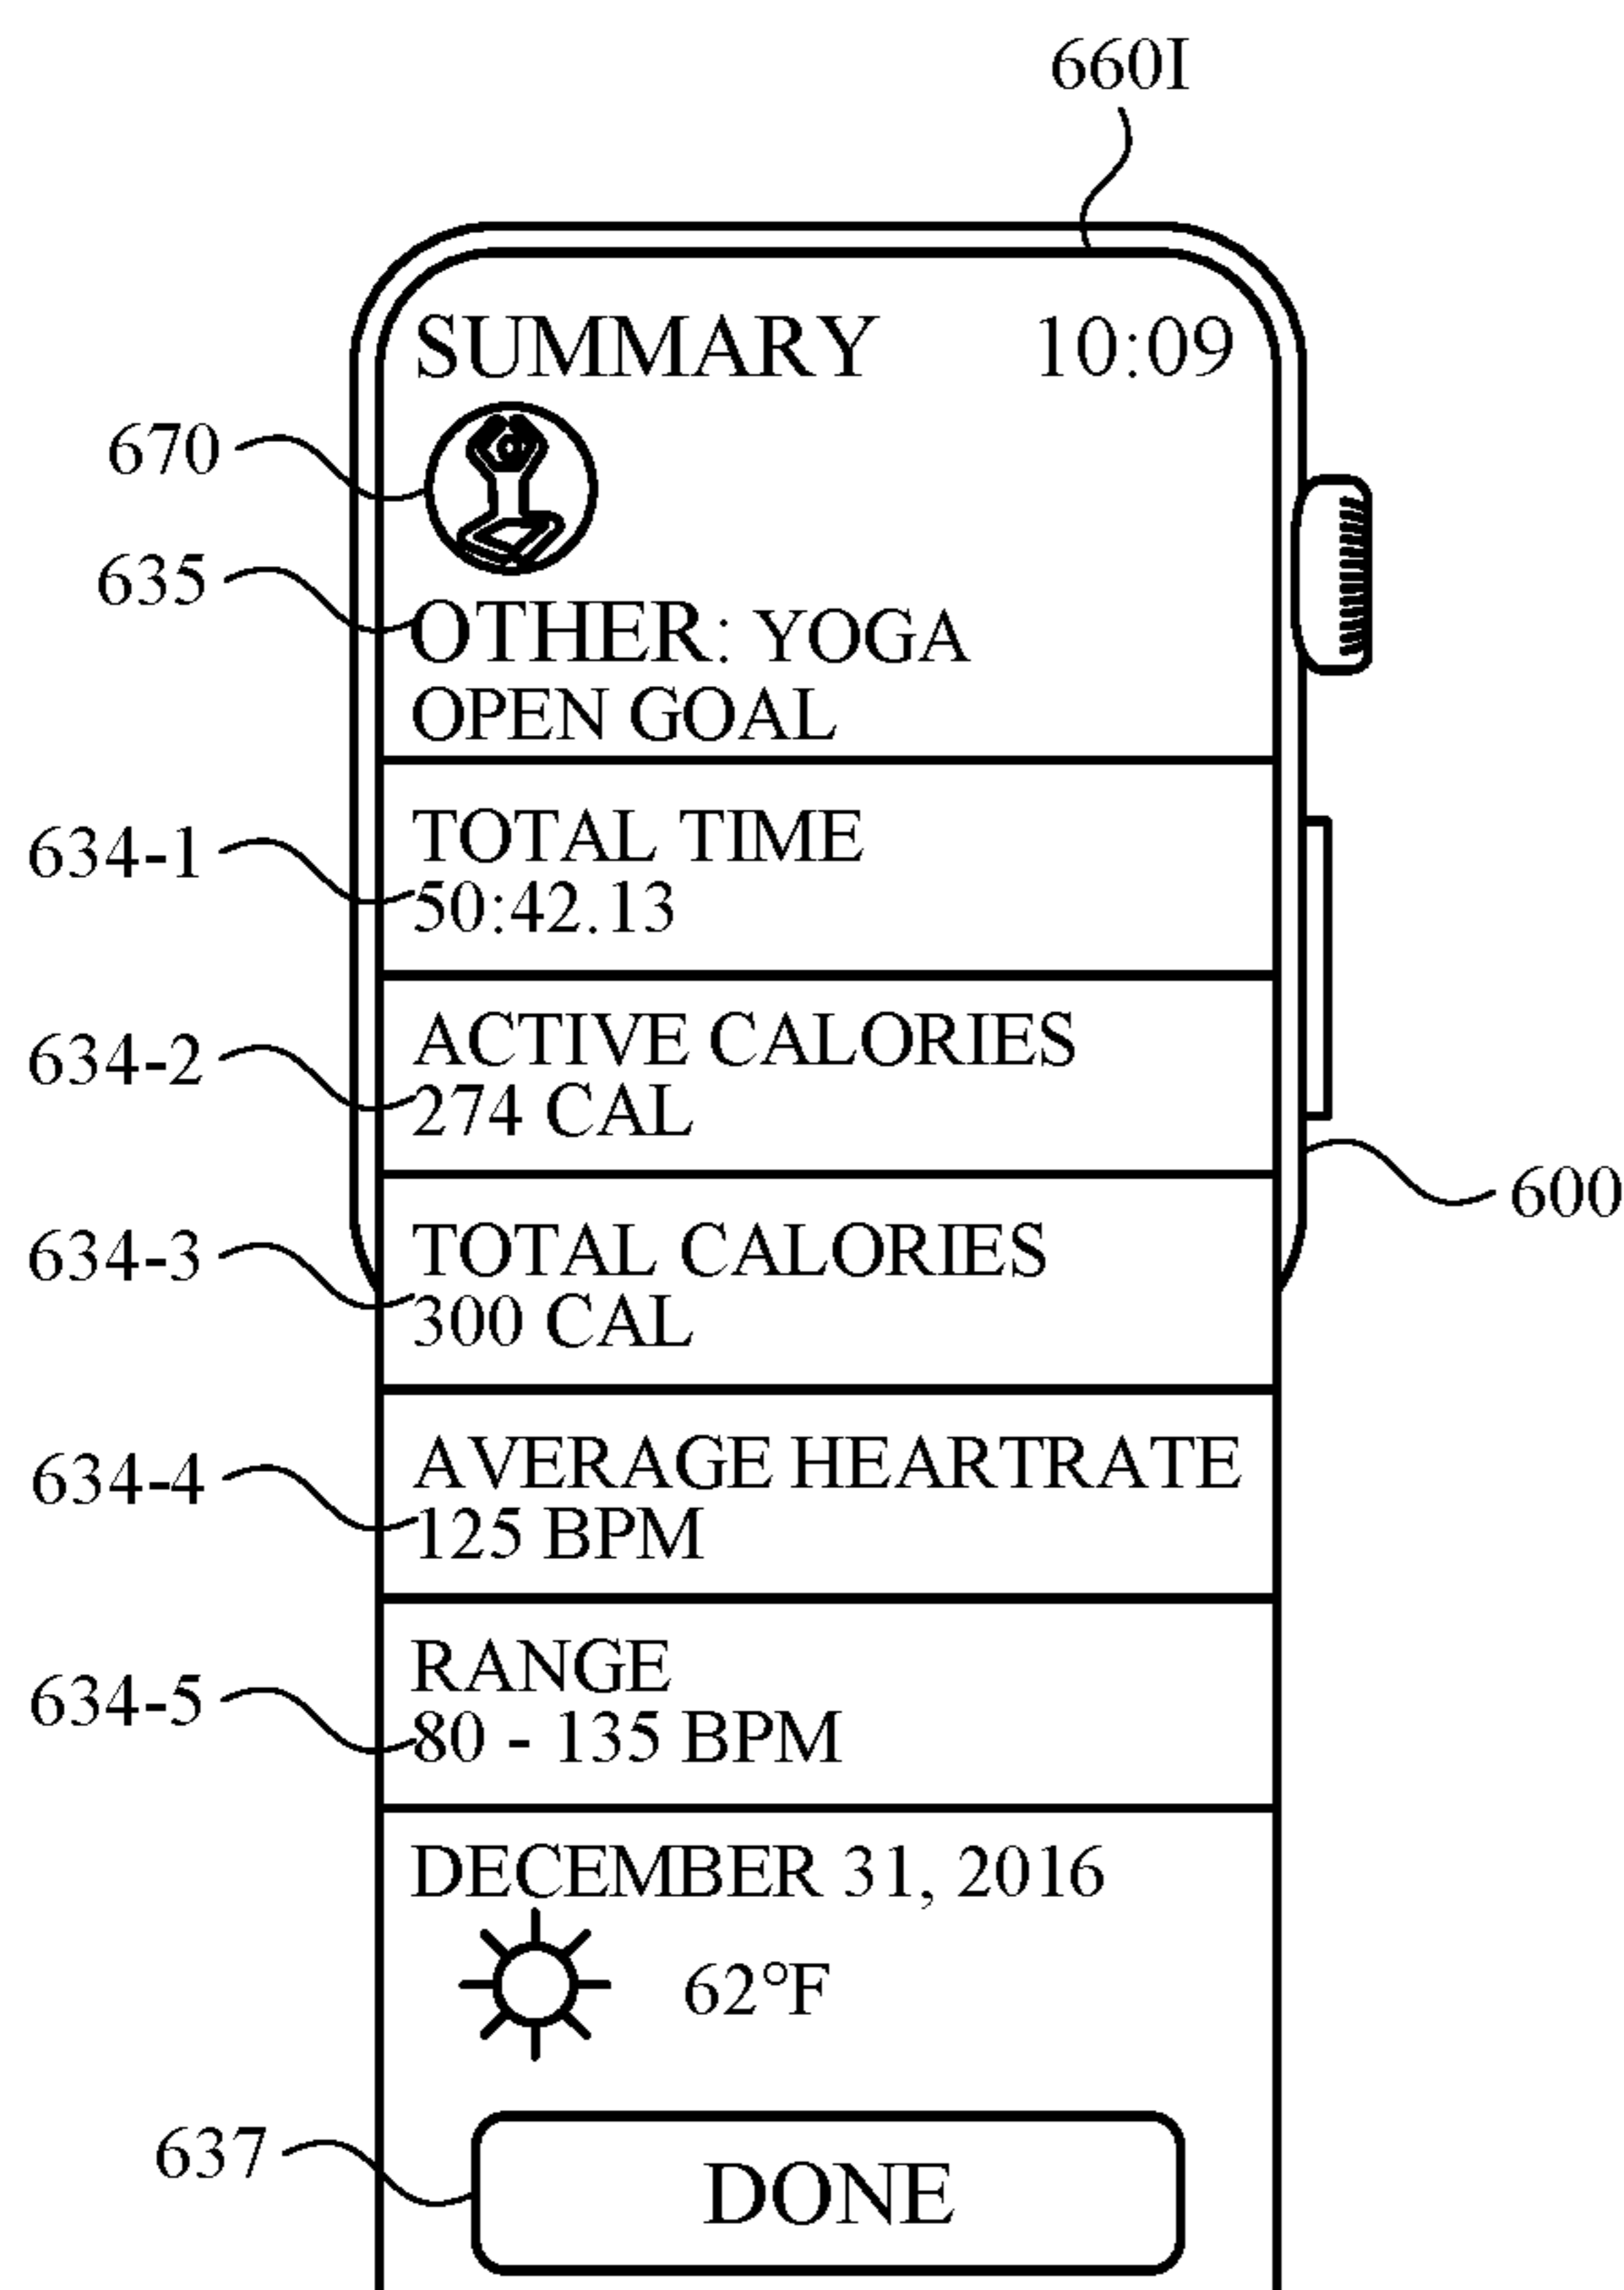 660I
SUMMARY 10:09
670
635
OTHER: YOGA
OPEN GOAL
TOTAL TIME
634-1
50:42.13
ACTIVE CALORIES
634-2
274 CAL
600
TOTAL CALORIES
634-3
300 CAL
AVERAGE HEARTRATE
634-4
125 BPM
RANGE
634-5
80 - 135 BPM
DECEMBER 31, 2016
62°F
637
DONE